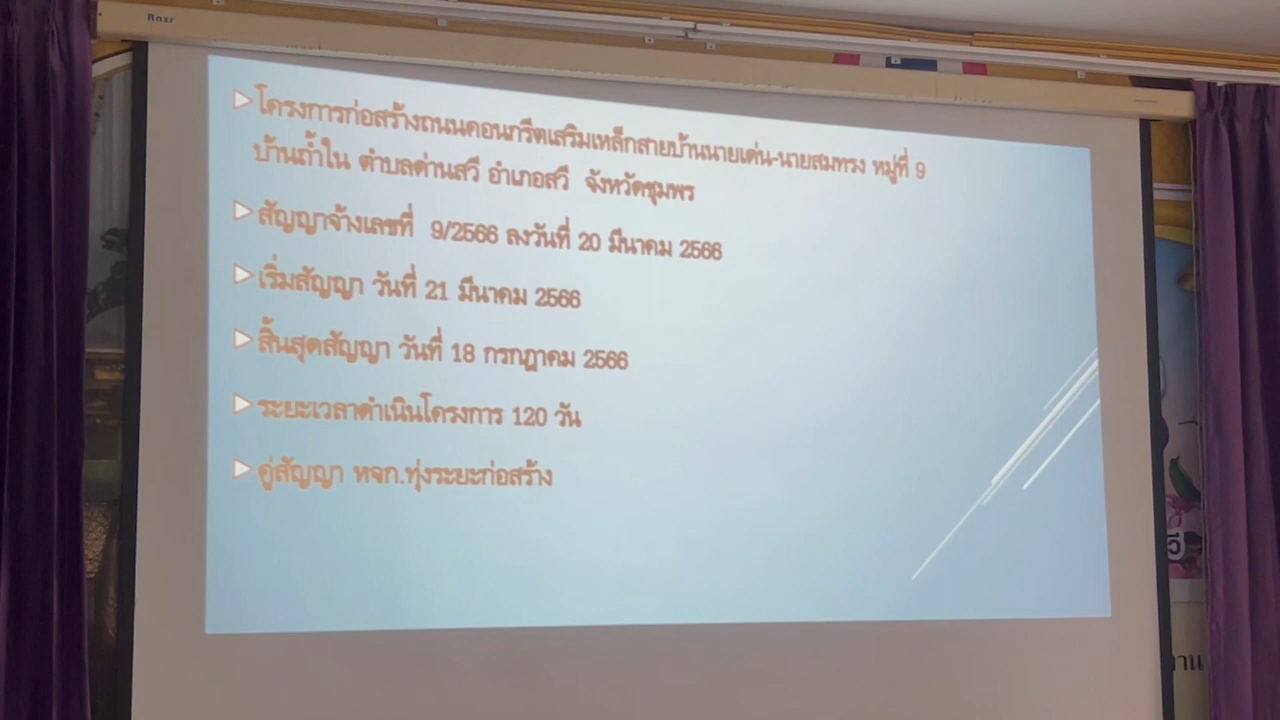 Razr
โครงการก่อสร้างถนนคอนกรีตเสริมเหล็กสายบ้านนายเด่น-นายสมทรง หมู่ที่ 9
บ้านถ้ำใน ตำบลด่านสวี อำเภอสวี จังหวัดชุมพร
สัญญาจ้างเลขที่ 9/2566 ลงวันที่ 20 มีนาคม 2566
เริ่มสัญญา วันที่ 21 มีนาคม 2566
สิ้นสุดสัญญา วันที่ 18 กรกฎาคม 2566
ระยะเวลาดำเนินโครงการ 120 วัน
คู่สัญญา หจก.ทุ่งระยะก่อสร้าง